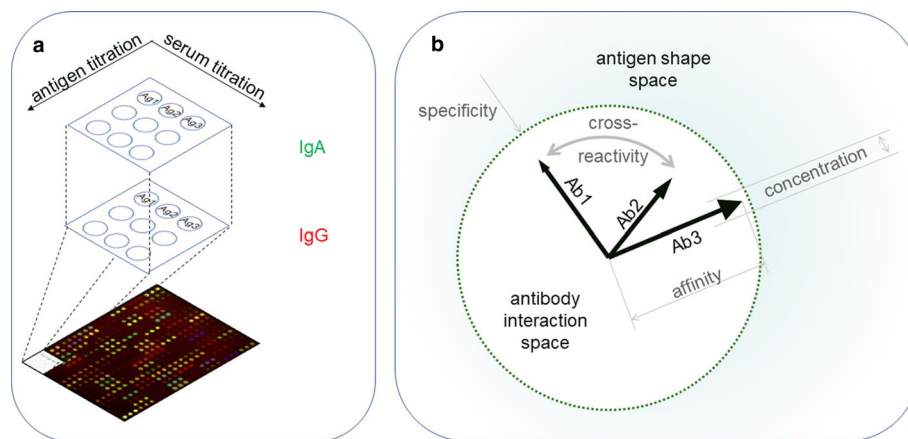 a
antigen titration
serum titration
Ag1
Ag2
Ag3
IgA
Ag1
Ag2
Ag3
IgG
b
antigen shape
space
specificity
cross-
reactivity
concentration
Ab1
Ab2
Ab3
affinity
antibody
interaction
space